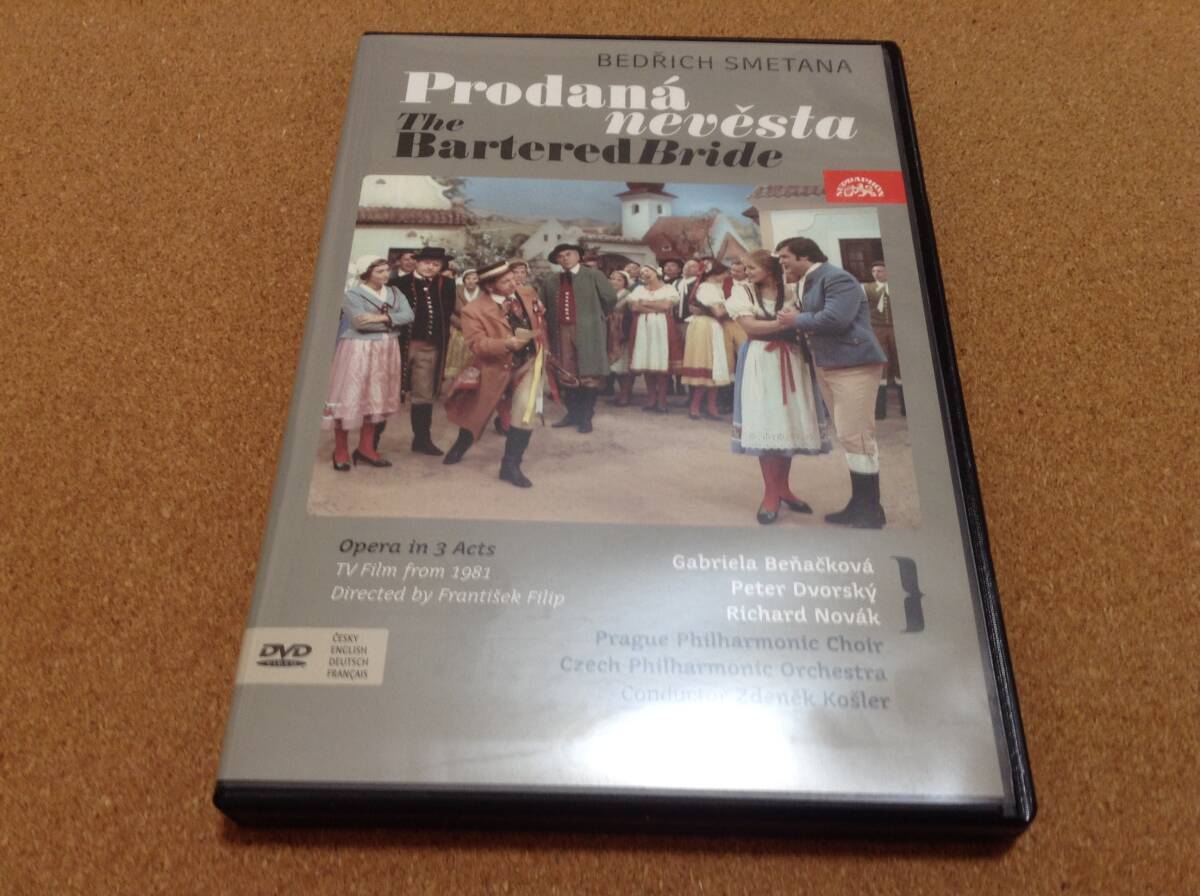 BEDŘICH SMETANA
Prodaná
nevěsta
The
Bartered Bride
SUPRAPHON
Opera in 3 Acts
TV Film from 1981
Directed by František Filip
Gabriela Beňačková
Peter Dvorský
Richard Novák
Prague Philharmonic Choir
Czech Philharmonic Orchestra
Conductor Zdeněk Košler
DVD
VIDEO
ČESKY
ENGLISH
DEUTSCH
FRANÇAIS